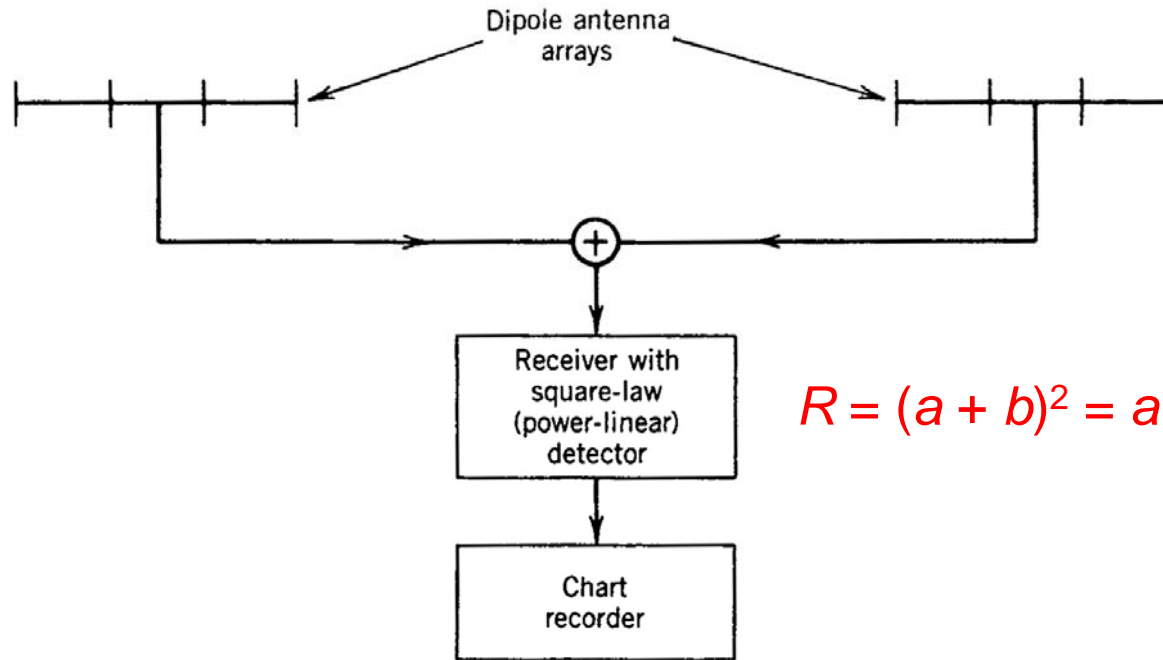 Dipole antenna
arrays
+
Receiver with
square-law
(power-linear)
detector
R = (a + b)² = a
Chart
recorder